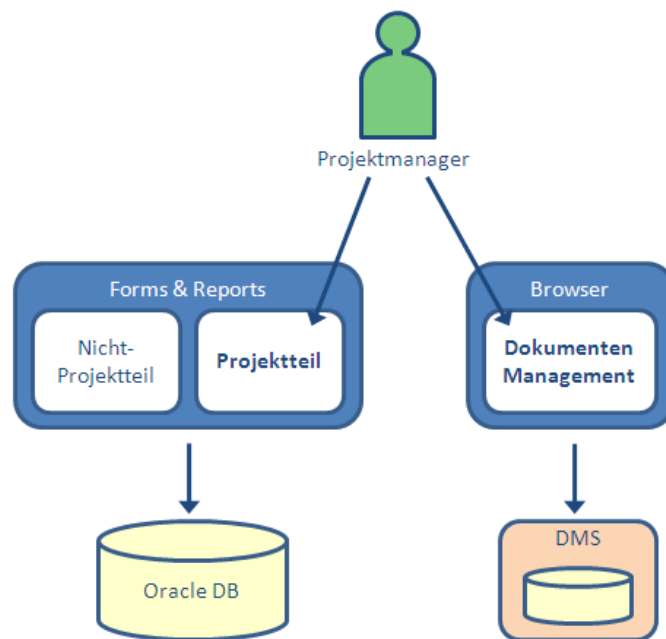 Projektmanager
Forms & Reports
Browser
Nicht-
Projektteil
Projektteil
Dokumenten
Management
Oracle DB
DMS